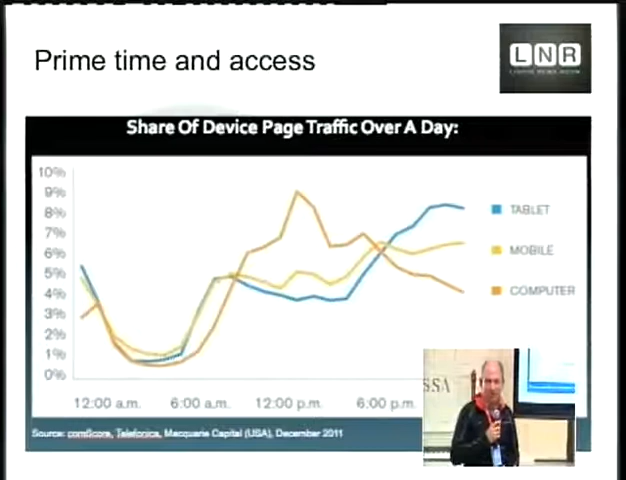 Prime time and access
LNR
Share Of Device Page Traffic Over A Day:
10%
9%
8%
7%
6%
5%
4%
3%
2%
1%
0%
TABLET
MOBILE
COMPUTER
12:00 a.m.
6:00 a.m.
12:00 p.m.
6:00 p.m.
SSA
Source: comScore, Telefonica, Macquarie Capital (USA), December 2011